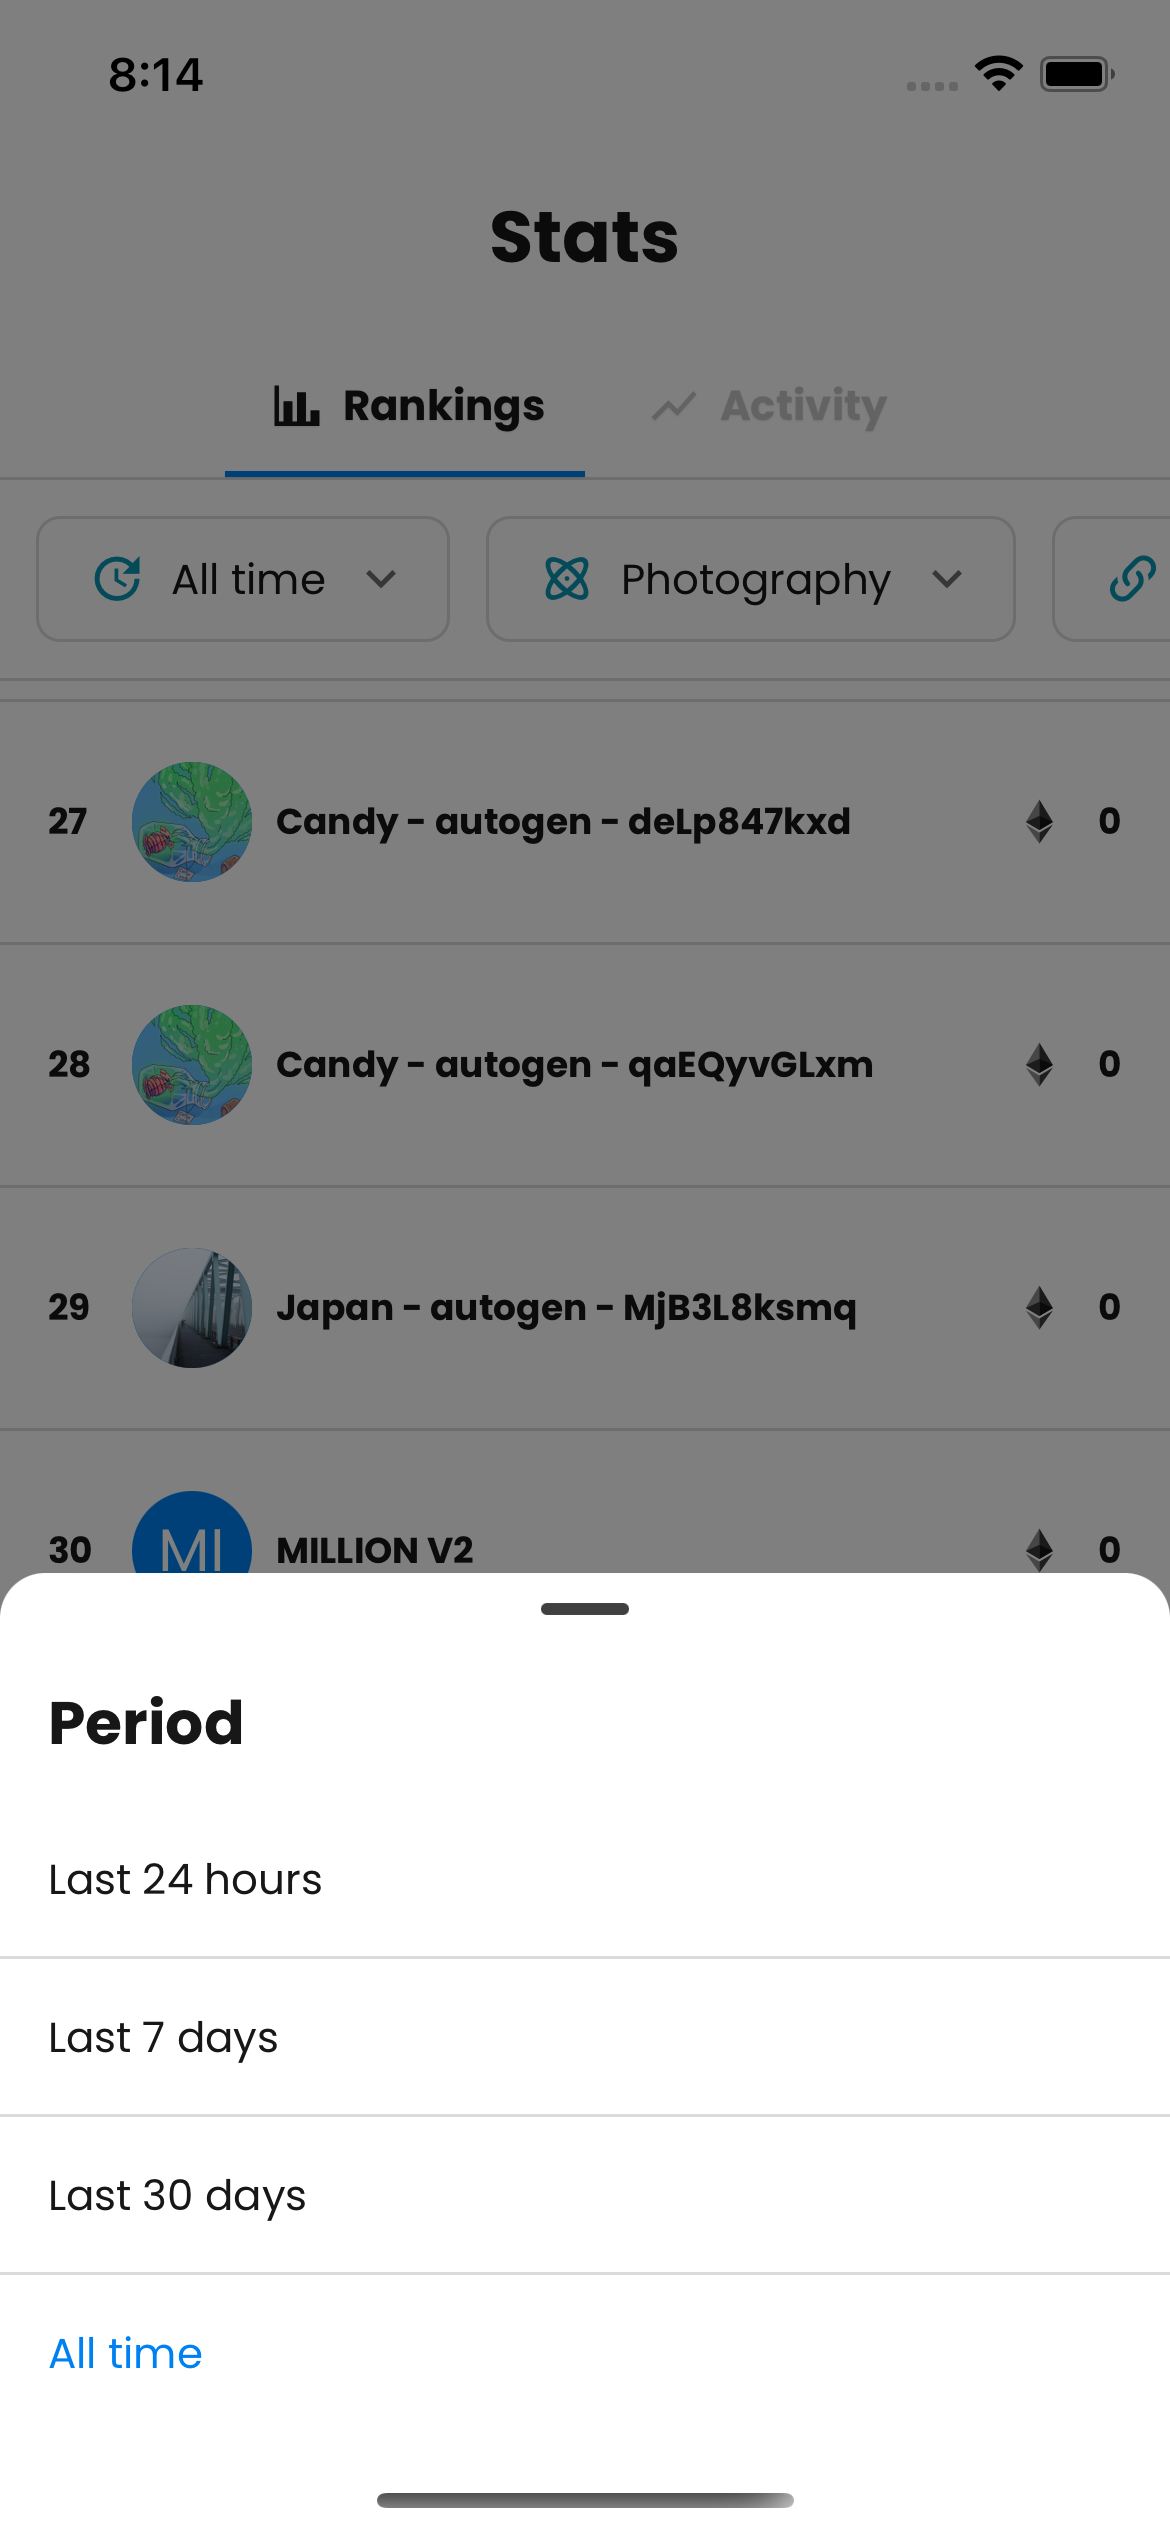 8:14
Stats
Rankings
Activity
All time
Photography
27 Candy - autogen - deLp847kxd 0
28 Candy - autogen - qaEQyvGLxm 0
29 Japan - autogen - MjB3L8ksmq 0
30 MI MILLION V2 0
Period
Last 24 hours
Last 7 days
Last 30 days
All time